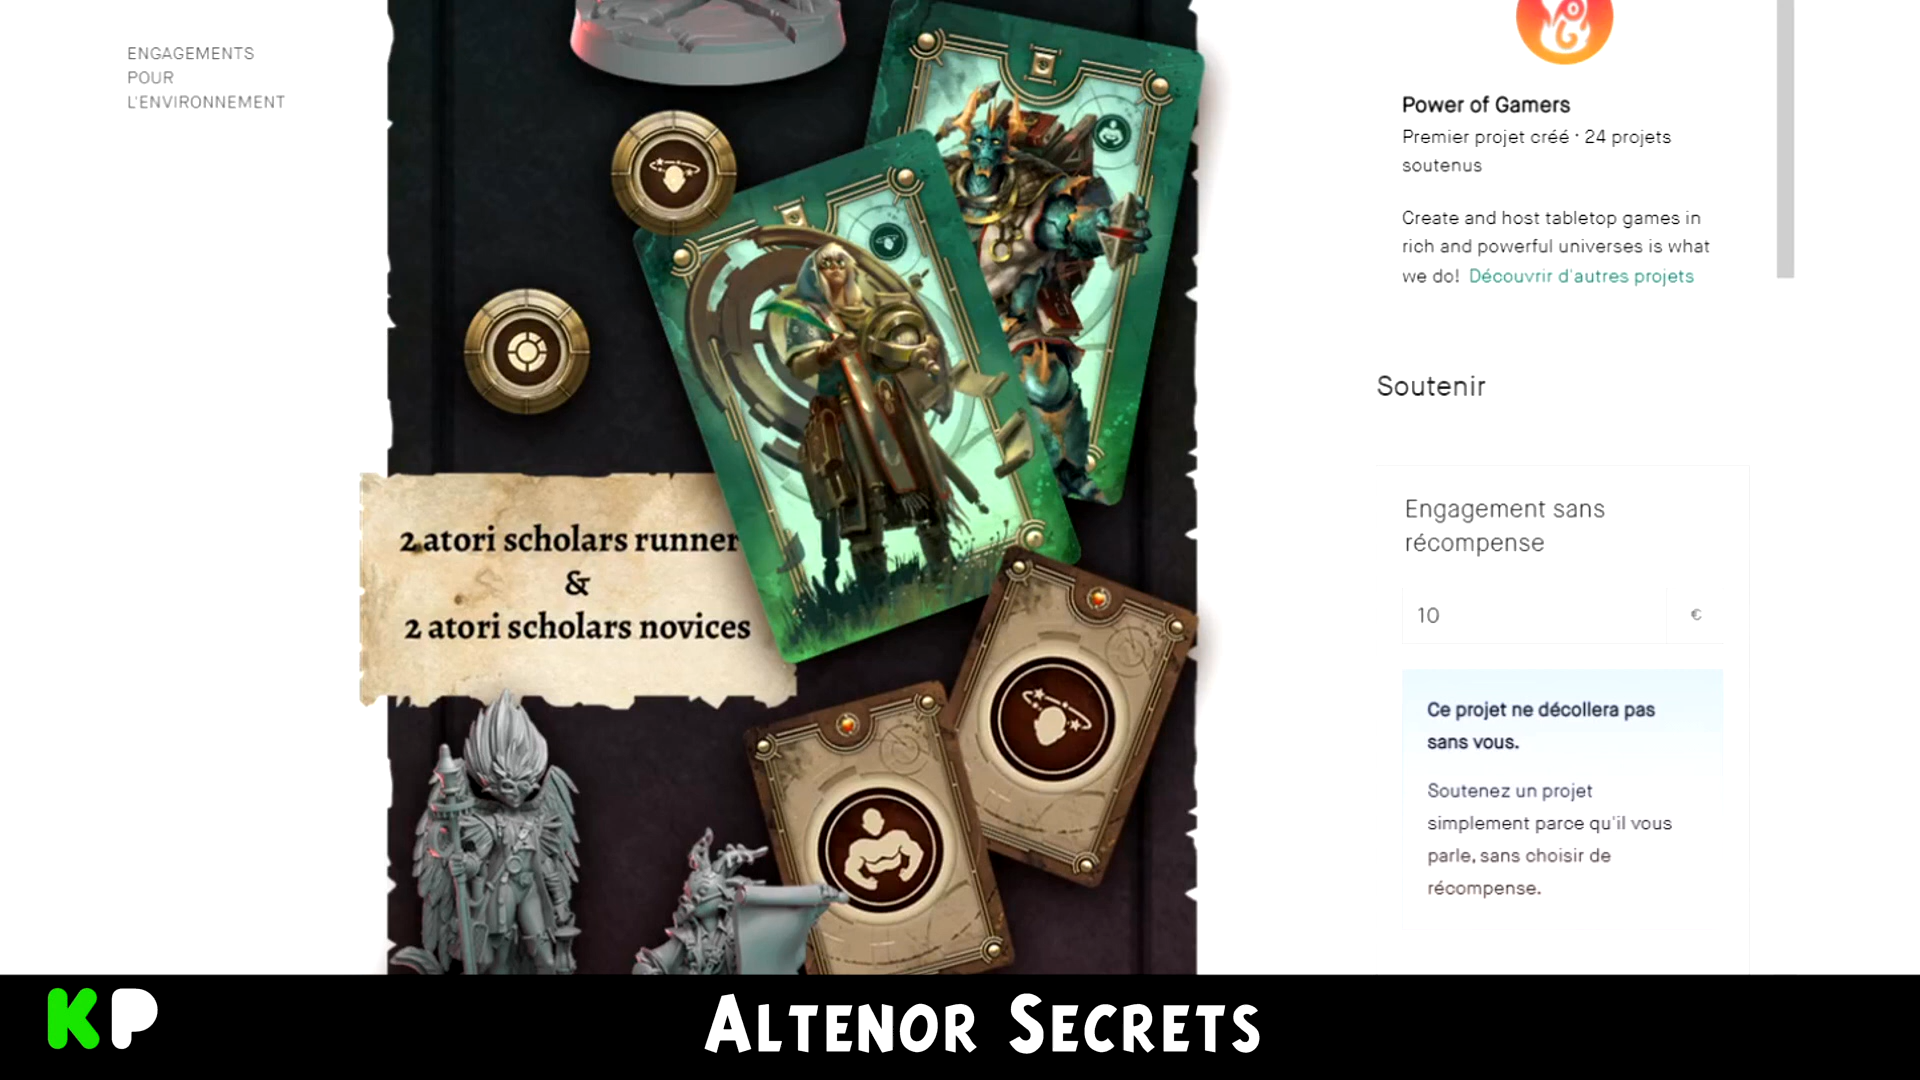 ENGAGEMENTS
POUR
L'ENVIRONNEMENT
2 atori scholars runner
&
2 atori scholars novices
Power of Gamers
Premier projet créé · 24 projets
soutenus
Create and host tabletop games in
rich and powerful universes is what
we do! Découvrir d'autres projets
Soutenir
Engagement sans
récompense
10 €
Ce projet ne décollera pas
sans vous.
Soutenez un projet
simplement parce qu'il vous
parle, sans choisir de
récompense.
KP
ALTENOR SECRETS